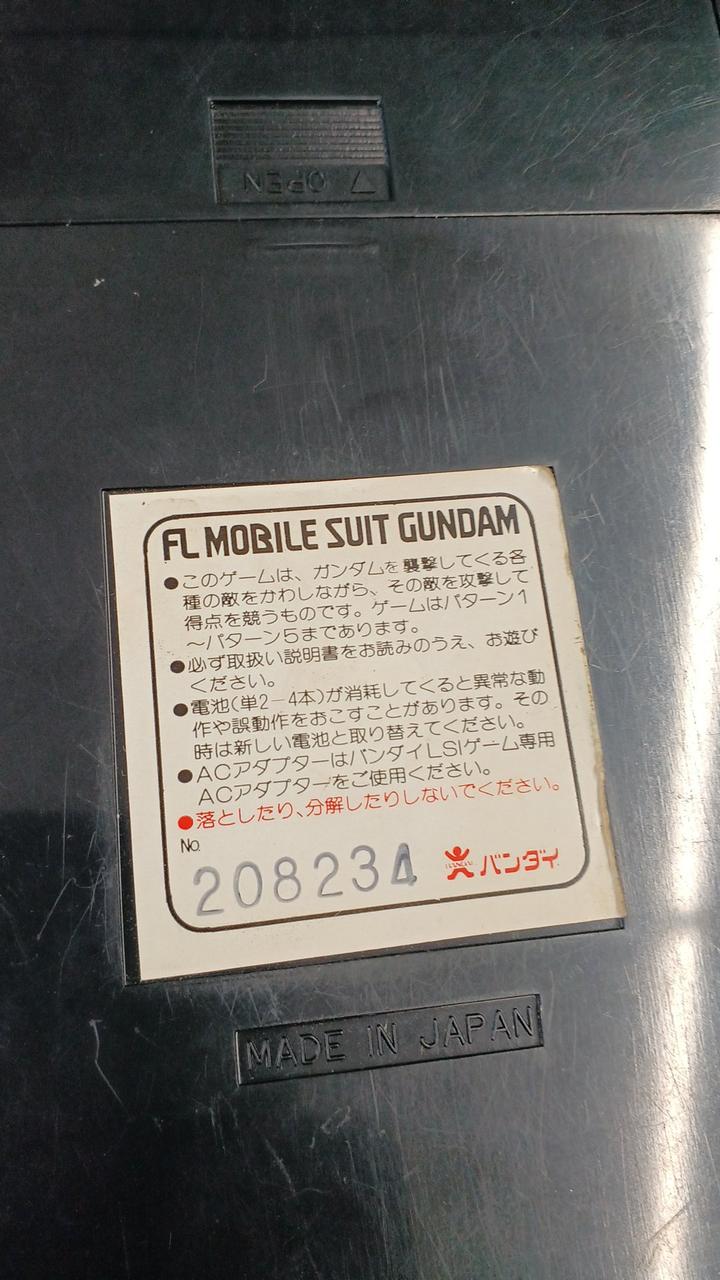 ▽ OPEN
FL MOBILE SUIT GUNDAM
●このゲームは、ガンダムを襲撃してくる各
種の敵をかわしながら、その敵を攻撃して
得点を競うものです。ゲームはパターン1
～パターン5まであります。
●必ず取扱い説明書をお読みのうえ、お遊び
ください。
●電池(単2－4本)が消耗してくると異常な動
作や誤動作をおこすことがあります。その
時は新しい電池と取り替えてください。
●ACアダプターはバンダイLSIゲーム専用
ACアダプターをご使用ください。
●落としたり、分解したりしないでください。
No.
208234
BANDAI バンダイ
MADE IN JAPAN